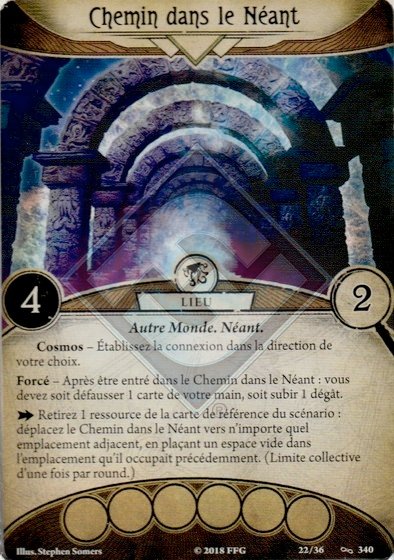 Chemin dans le Néant
4
LIEU
2
Autre Monde. Néant.
Cosmos – Établissez la connexion dans la direction de
votre choix.
Forcé – Après être entré dans le Chemin dans le Néant : vous
devez soit défausser 1 carte de votre main, soit subir 1 dégât.
Retirez 1 ressource de la carte de référence du scénario :
déplacez le Chemin dans le Néant vers n'importe quel
emplacement adjacent, en plaçant un espace vide dans
l'emplacement qu'il occupait précédemment. (Limite collective
d'une fois par round.)
Illus. Stephen Somers © 2018 FFG 22/36 340